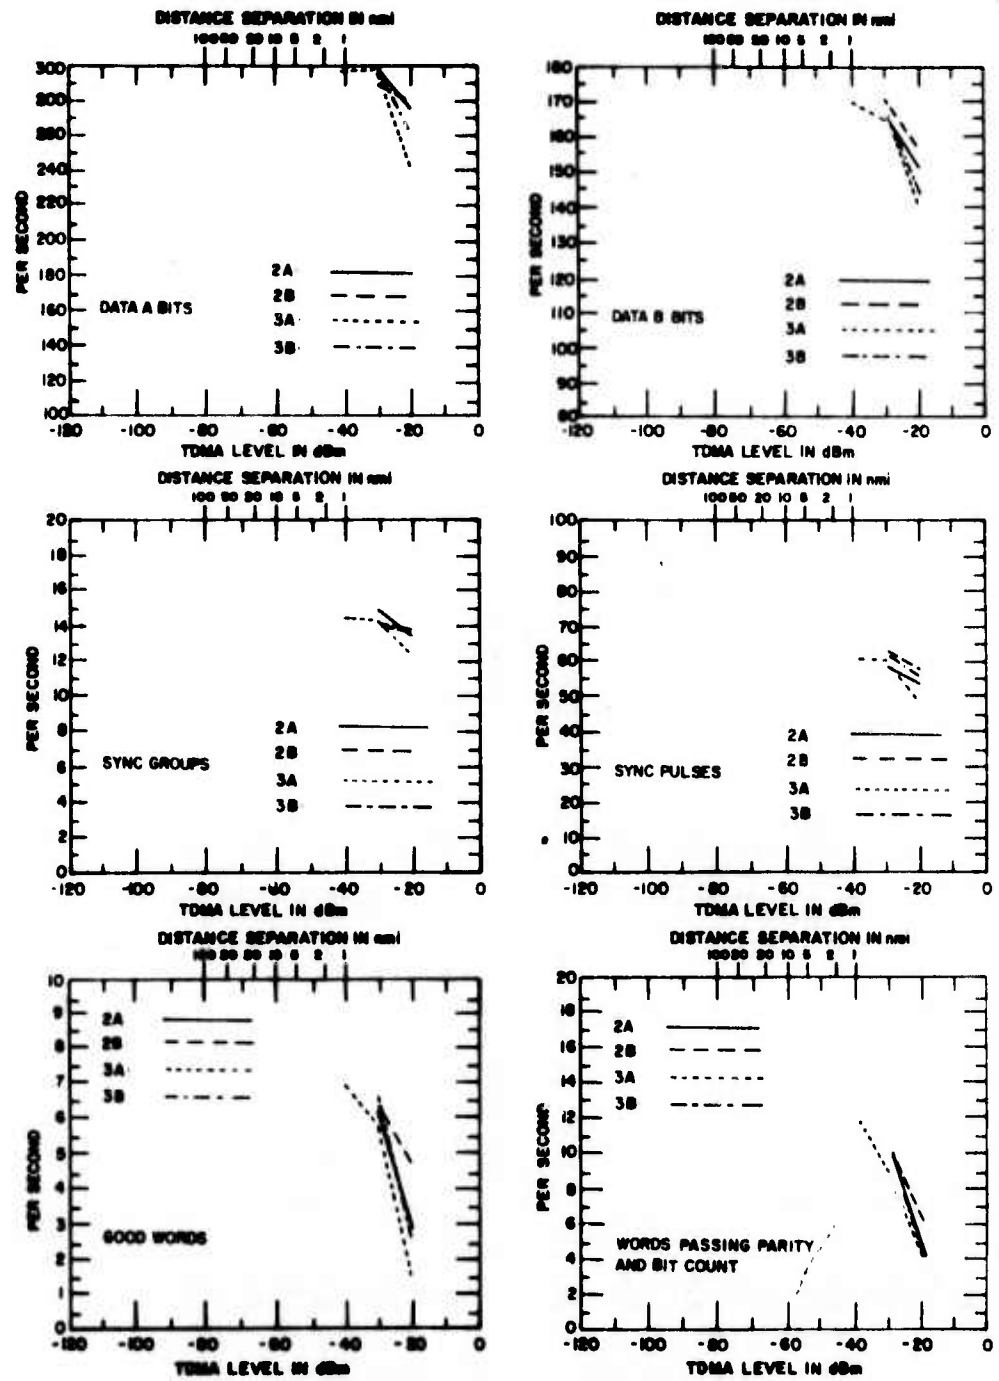 DISTANCE SEPARATION IN nmi
20 10 5 2 1
300
260
240
220
200
180
160
140
120
100
PER SECOND
2A
2B
3A
3B
DATA A BITS
-120 -100 -80 -60 -40 -20 0
TDMA LEVEL IN dBm
DISTANCE SEPARATION IN nmi
20 10 5 2 1
180
170
160
150
140
130
120
110
100
90
80
PER SECOND
2A
2B
3A
3B
DATA B BITS
-120 -100 -80 -60 -40 -20 0
TDMA LEVEL IN dBm
DISTANCE SEPARATION IN nmi
100 50 20 10 5 2 1
20
18
16
14
12
10
8
6
4
2
0
PER SECOND
2A
2B
3A
3B
SYNC GROUPS
-120 -100 -80 -60 -40 -20 0
TDMA LEVEL IN dBm
DISTANCE SEPARATION IN nmi
100 50 20 10 5 2 1
100
90
80
70
60
50
40
30
20
10
0
PER SECOND
2A
2B
3A
3B
SYNC PULSES
-120 -100 -80 -60 -40 -20 0
TDMA LEVEL IN dBm
DISTANCE SEPARATION IN nmi
100 50 20 10 5 2 1
10
9
8
7
6
5
4
3
2
1
0
PER SECOND
2A
2B
3A
3B
GOOD WORDS
-120 -100 -80 -60 -40 -20 0
TDMA LEVEL IN dBm
DISTANCE SEPARATION IN nmi
100 50 20 10 5 2 1
20
18
16
14
12
10
8
6
4
2
0
PER SECOND
2A
2B
3A
3B
WORDS PASSING PARITY
AND BIT COUNT
-120 -100 -80 -60 -40 -20 0
TDMA LEVEL IN dBm